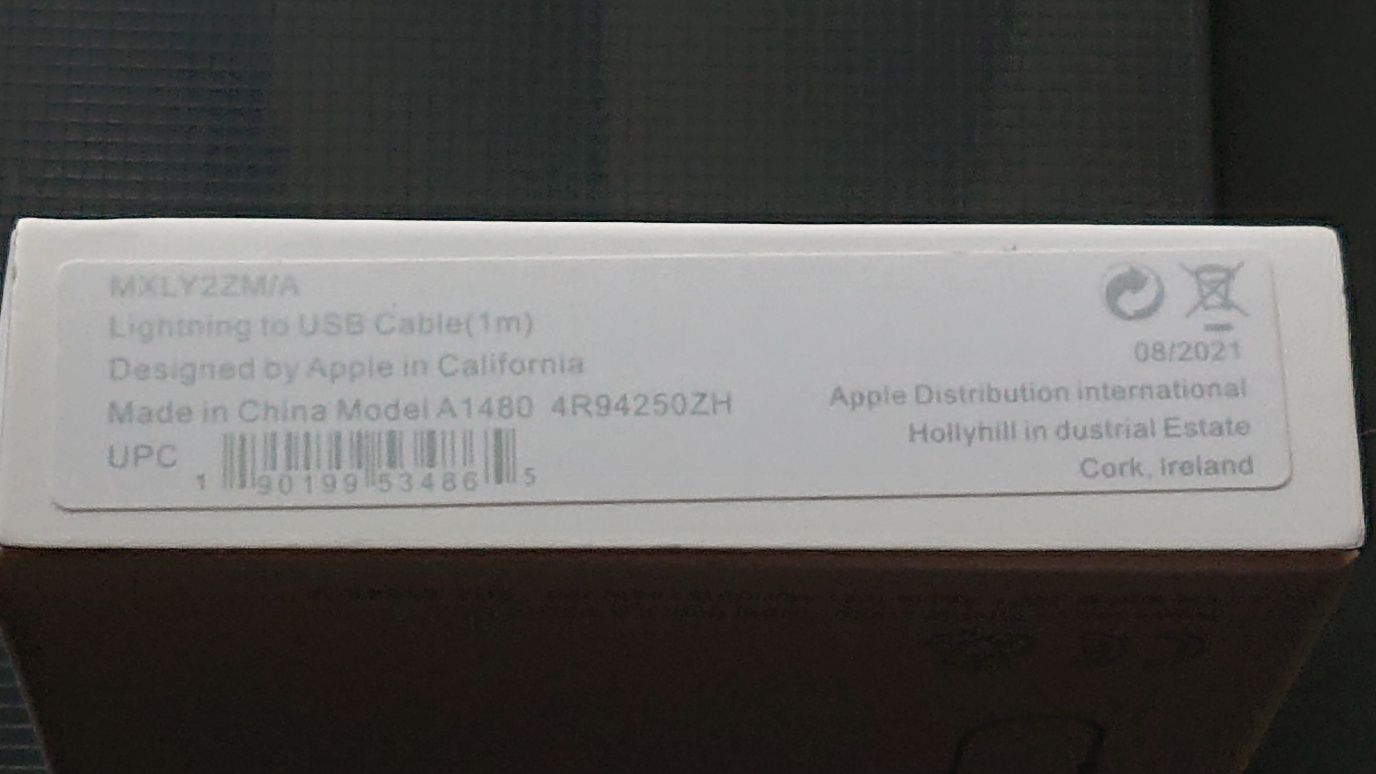 MXLY2ZM/A
Lightning to USB Cable(1m)
Designed by Apple in California
Made in China Model A1480 4R94250ZH
UPC
1 90199 53486 5
08/2021
Apple Distribution international
Hollyhill in dustrial Estate
Cork, Ireland